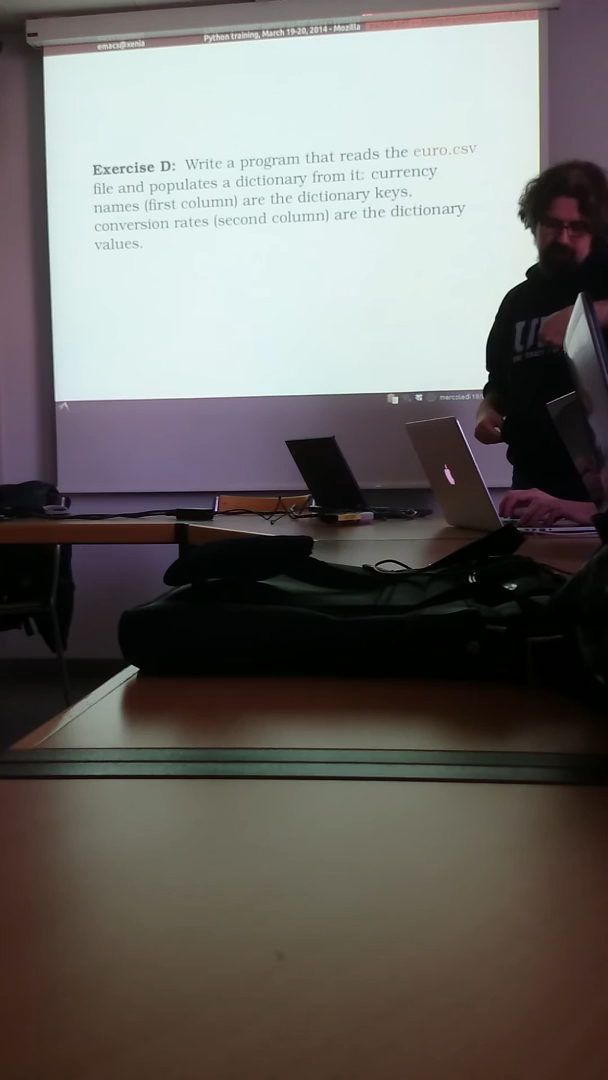 emacs@xenia
Python training, March 19-20, 2014 - Mozilla
Exercise D: Write a program that reads the euro.csv
file and populates a dictionary from it: currency
names (first column) are the dictionary keys,
conversion rates (second column) are the dictionary
values.
mercoledì